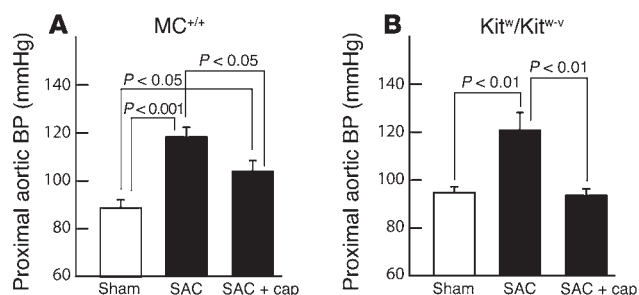 A
MC+/+
Proximal aortic BP (mmHg)
140
120
100
80
60
P < 0.05
P < 0.05
P < 0.001
Sham
SAC
SAC + cap
B
Kitw/Kitw-v
Proximal aortic BP (mmHg)
140
120
100
80
60
P < 0.01
P < 0.01
Sham
SAC
SAC + cap